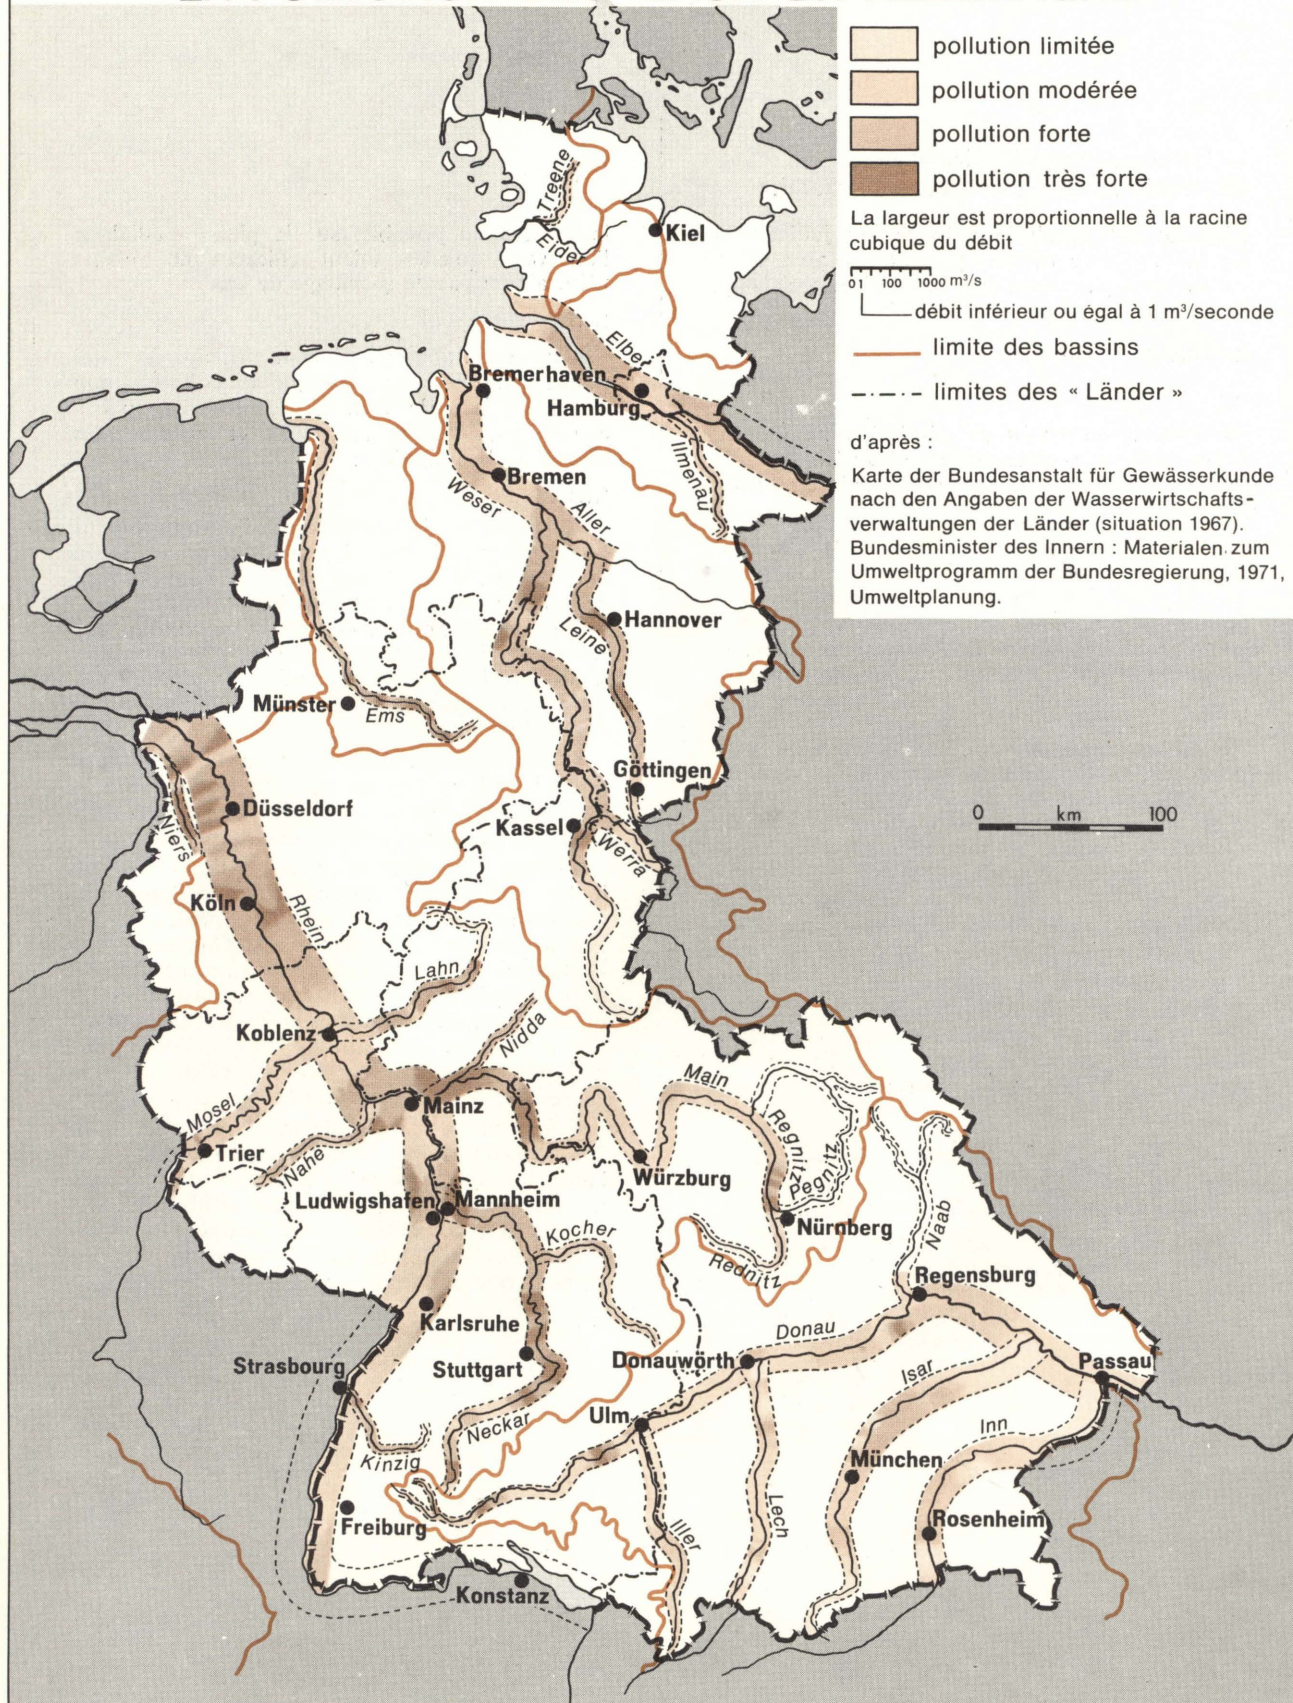 pollution limitée
pollution modérée
pollution forte
pollution très forte
La largeur est proportionnelle à la racine
cubique du débit
0 1 100 1000 m³/s
débit inférieur ou égal à 1 m³/seconde
limite des bassins
limites des « Länder »
d'après :
Karte der Bundesanstalt für Gewässerkunde
nach den Angaben der Wasserwirtschafts-
verwaltungen der Länder (situation 1967).
Bundesminister des Innern : Materialen zum
Umweltprogramm der Bundesregierung, 1971,
Umweltplanung.
Treene
Eider
Kiel
Elbe
Bremerhaven
Hamburg
Ilmenau
Bremen
Weser
Aller
Hannover
Leine
Münster
Ems
Göttingen
Düsseldorf
Niers
Kassel
Werra
0 km 100
Köln
Rhein
Lahn
Koblenz
Nidda
Mosel
Mainz
Main
Regnitz
Pegnitz
Trier
Nahe
Würzburg
Ludwigshafen
Mannheim
Nürnberg
Kocher
Rednitz
Naab
Regensburg
Karlsruhe
Donau
Strasbourg
Stuttgart
Donauwörth
Isar
Passau
Ulm
Neckar
Inn
Kinzig
München
Lech
Freiburg
Iller
Rosenheim
Konstanz